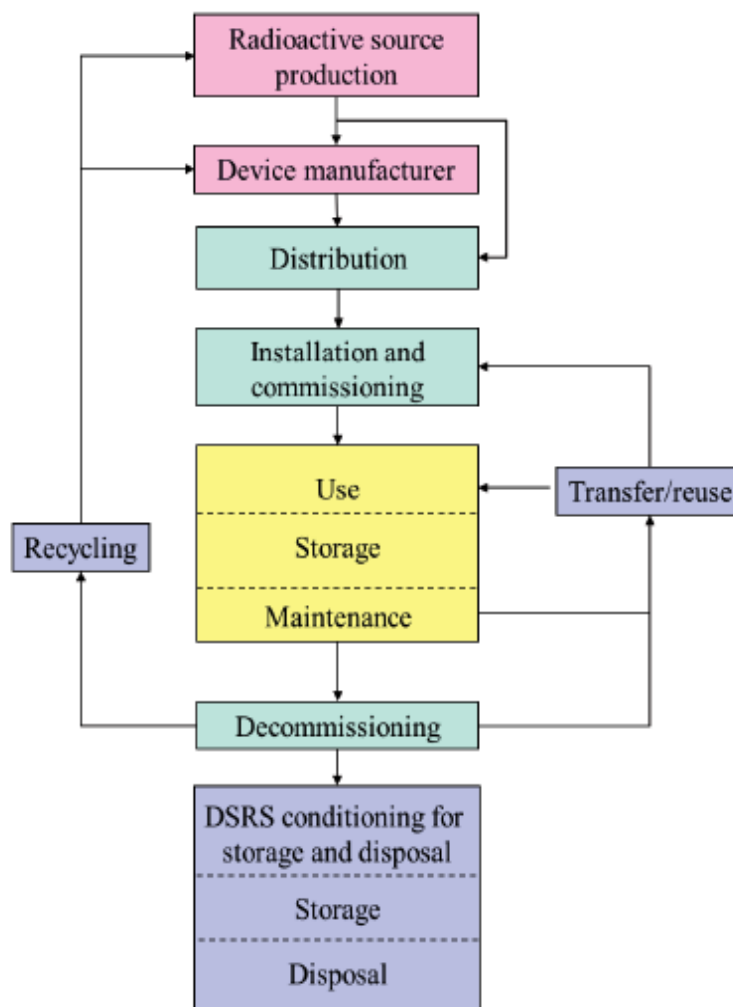 Radioactive source
production
Device manufacturer
Distribution
Installation and
commissioning
Use
Transfer/reuse
Storage
Recycling
Maintenance
Decommissioning
DSRS conditioning for
storage and disposal
Storage
Disposal